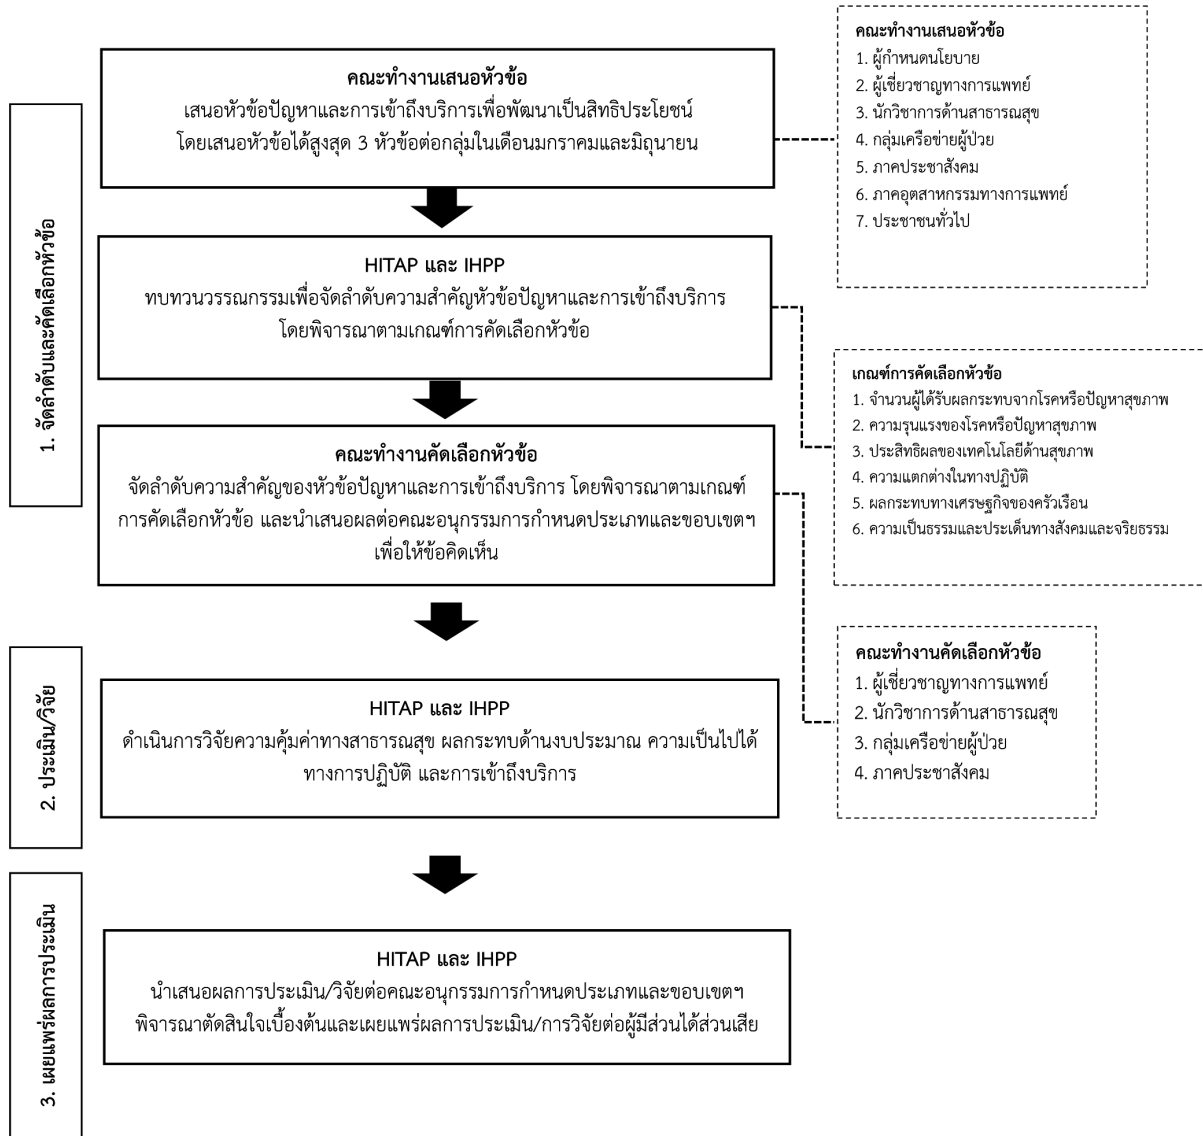 คณะทำงานเสนอหัวข้อ
เสนอหัวข้อปัญหาและการเข้าถึงบริการเพื่อพัฒนาเป็นสิทธิประโยชน์
โดยเสนอหัวข้อได้สูงสุด 3 หัวข้อต่อกลุ่มในเดือนมกราคมและมิถุนายน
คณะทำงานเสนอหัวข้อ
1. ผู้กำหนดนโยบาย
2. ผู้เชี่ยวชาญทางการแพทย์
3. นักวิชาการด้านสาธารณสุข
4. กลุ่มเครือข่ายผู้ป่วย
5. ภาคประชาสังคม
6. ภาคอุตสาหกรรมทางการแพทย์
7. ประชาชนทั่วไป
1. จัดลำดับและคัดเลือกหัวข้อ
HITAP และ IHPP
ทบทวนวรรณกรรมเพื่อจัดลำดับความสำคัญหัวข้อปัญหาและการเข้าถึงบริการ
โดยพิจารณาตามเกณฑ์การคัดเลือกหัวข้อ
เกณฑ์การคัดเลือกหัวข้อ
1. จำนวนผู้ได้รับผลกระทบจากโรคหรือปัญหาสุขภาพ
2. ความรุนแรงของโรคหรือปัญหาสุขภาพ
3. ประสิทธิผลของเทคโนโลยีด้านสุขภาพ
4. ความแตกต่างในทางปฏิบัติ
5. ผลกระทบทางเศรษฐกิจของครัวเรือน
6. ความเป็นธรรมและประเด็นทางสังคมและจริยธรรม
คณะทำงานคัดเลือกหัวข้อ
จัดลำดับความสำคัญของหัวข้อปัญหาและการเข้าถึงบริการ โดยพิจารณาตามเกณฑ์
การคัดเลือกหัวข้อ และนำเสนอผลต่อคณะอนุกรรมการกำหนดประเภทและขอบเขตฯ
เพื่อให้ข้อคิดเห็น
คณะทำงานคัดเลือกหัวข้อ
1. ผู้เชี่ยวชาญทางการแพทย์
2. นักวิชาการด้านสาธารณสุข
3. กลุ่มเครือข่ายผู้ป่วย
4. ภาคประชาสังคม
2. ประเมิน/วิจัย
HITAP และ IHPP
ดำเนินการวิจัยความคุ้มค่าทางสาธารณสุข ผลกระทบด้านงบประมาณ ความเป็นไปได้
ทางการปฏิบัติ และการเข้าถึงบริการ
3. เผยแพร่ผลการประเมิน
HITAP และ IHPP
นำเสนอผลการประเมิน/วิจัยต่อคณะอนุกรรมการกำหนดประเภทและขอบเขตฯ
พิจารณาตัดสินใจเบื้องต้นและเผยแพร่ผลการประเมิน/การวิจัยต่อผู้มีส่วนได้ส่วนเสีย